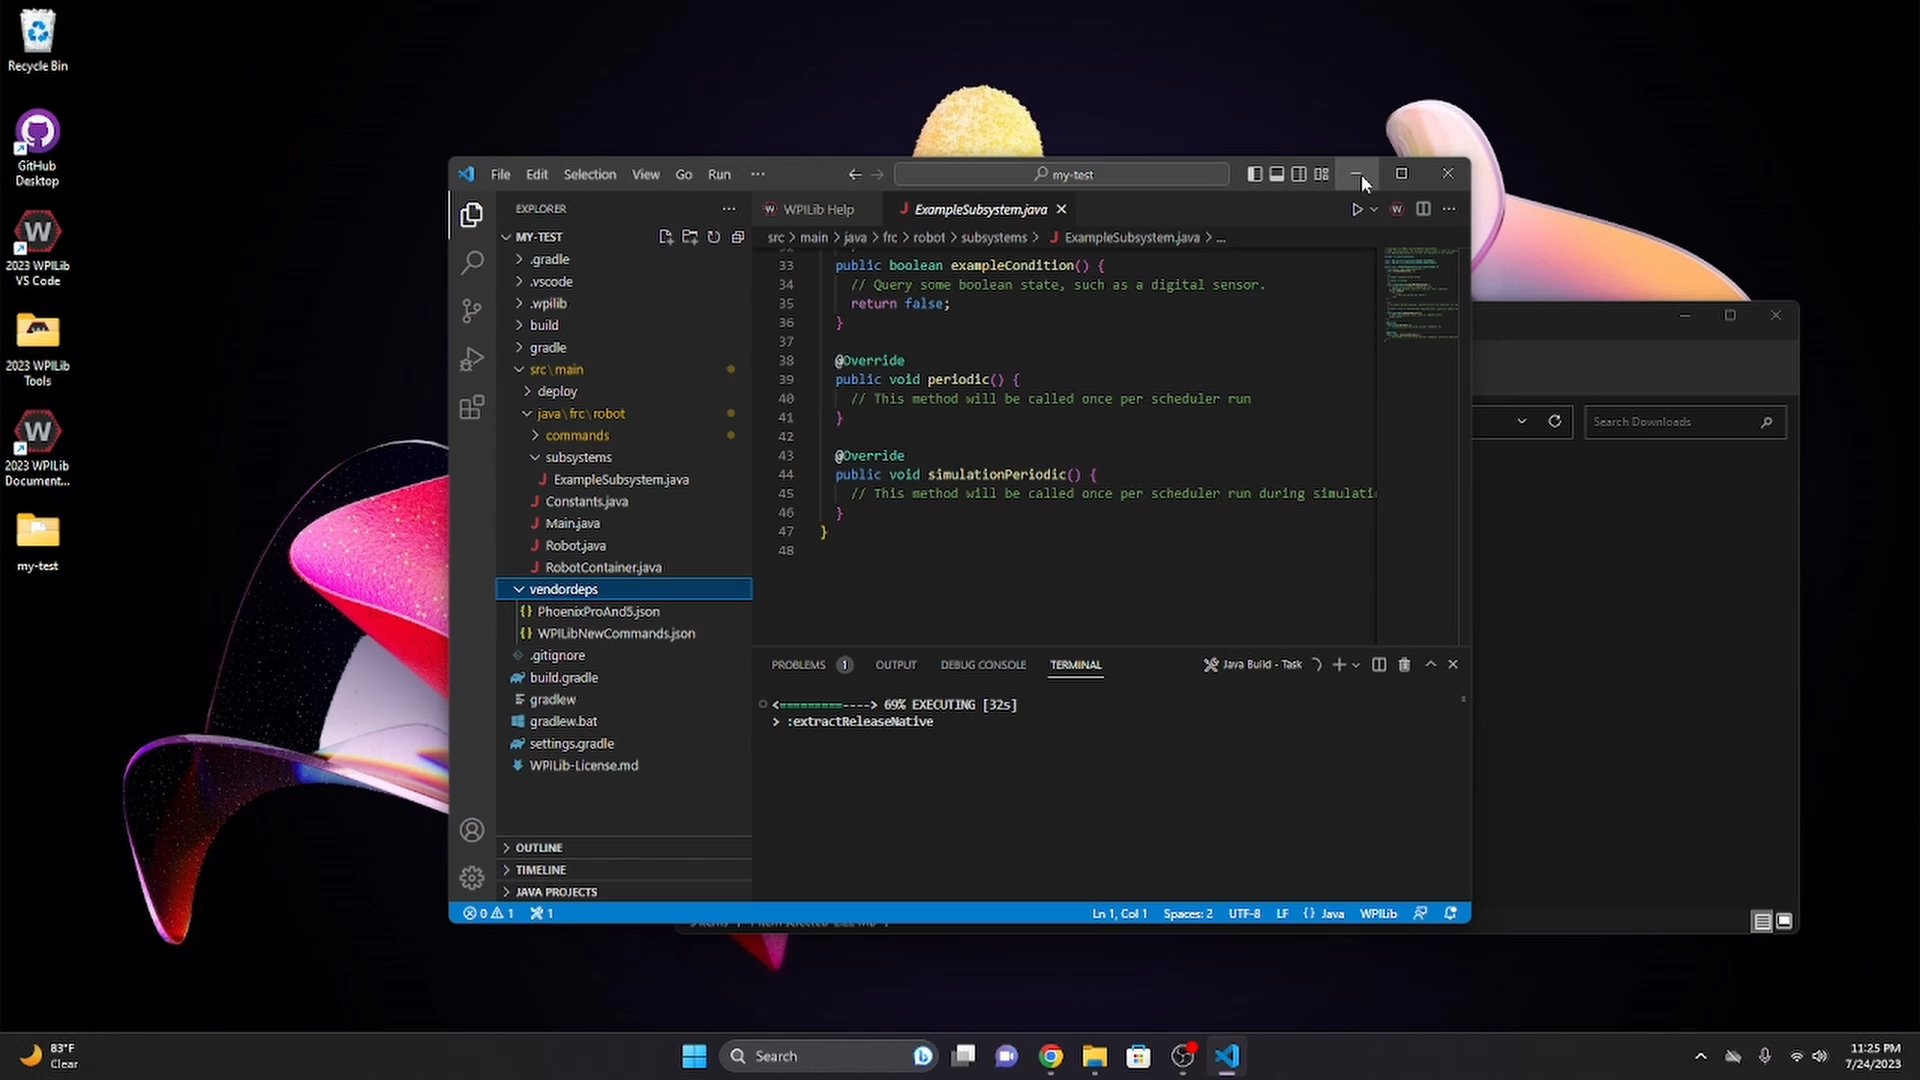 Recycle Bin
GitHub
Desktop
2023 WPILib
VS Code
2023 WPILib
Tools
2023 WPILib
Document...
my-test
File Edit Selection View Go Run ...
my-test
EXPLORER
MY-TEST
.gradle
.vscode
.wpilib
build
gradle
src\main
deploy
java\frc\robot
commands
subsystems
ExampleSubsystem.java
Constants.java
Main.java
Robot.java
RobotContainer.java
vendordeps
PhoenixProAnd5.json
WPILibNewCommands.json
.gitignore
build.gradle
gradlew
gradlew.bat
settings.gradle
WPILib-License.md
OUTLINE
TIMELINE
JAVA PROJECTS
WPILib Help ExampleSubsystem.java
src > main > java > frc > robot > subsystems > ExampleSubsystem.java > ...
33 public boolean exampleCondition() {
34 // Query some boolean state, such as a digital sensor.
35 return false;
36 }
37
38 @Override
39 public void periodic() {
40 // This method will be called once per scheduler run
41 }
42
43 @Override
44 public void simulationPeriodic() {
45 // This method will be called once per scheduler run during simulati
46 }
47 }
48
PROBLEMS 1 OUTPUT DEBUG CONSOLE TERMINAL Java Build - Task
<=========----> 69% EXECUTING [32s]
> :extractReleaseNative
0 1 1 Ln 1, Col 1 Spaces: 2 UTF-8 LF {} Java WPILib
Search Downloads
83°F
Clear
Search
11:25 PM
7/24/2023